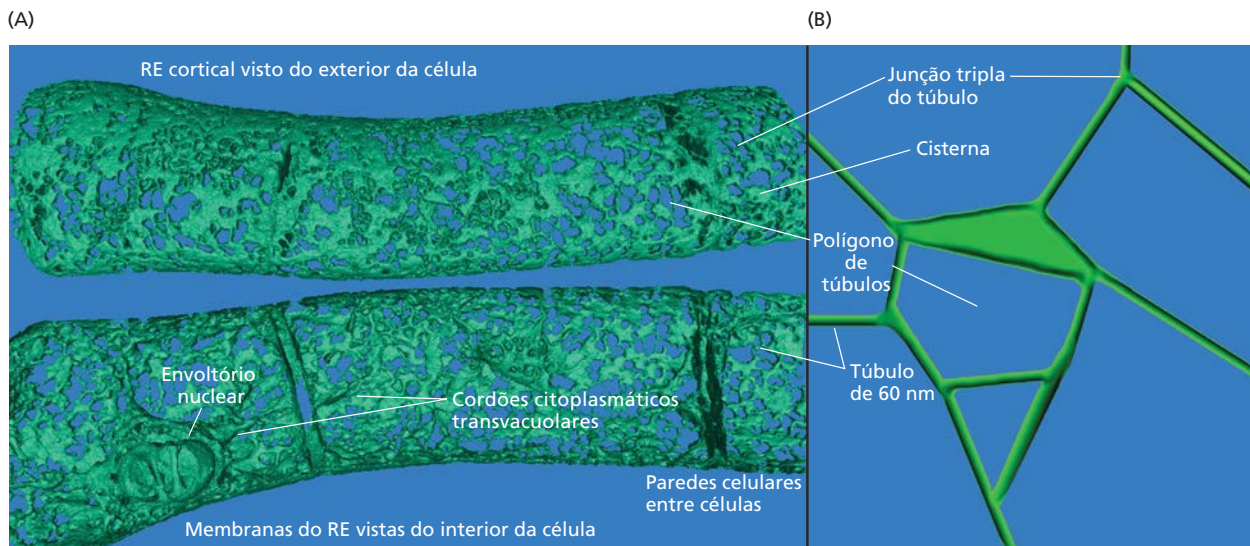 (A)
(B)
RE cortical visto do exterior da célula
Junção tripla
do túbulo
Cisterna
Polígono
de
túbulos
Envoltório
nuclear
Cordões citoplasmáticos
transvacuolares
Túbulo
de 60 nm
Paredes celulares
entre células
Membranas do RE vistas do interior da célula